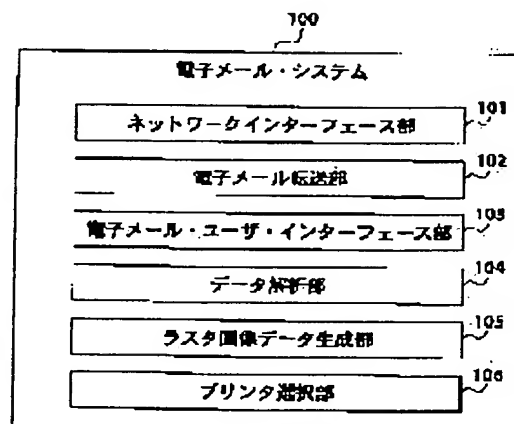 100
電子メール・システム
101
ネットワークインターフェース部
102
電子メール転送部
103
電子メール・ユーザ・インターフェース部
104
データ解析部
105
ラスタ画像データ生成部
106
プリンタ選択部